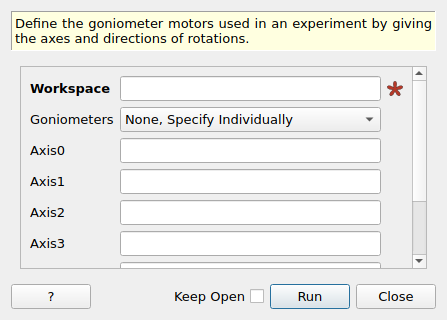 Define the goniometer motors used in an experiment by giving
the axes and directions of rotations.
Workspace
Goniometers None, Specify Individually
Axis0
Axis1
Axis2
Axis3
? Keep Open Run Close